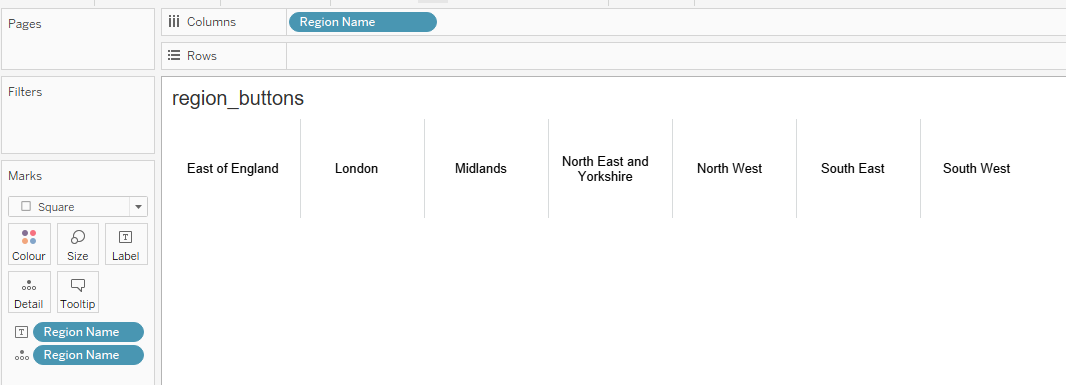 Pages
Columns
Region Name
Rows
Filters
region_buttons
East of England
London
Midlands
North East and
Yorkshire
North West
South East
South West
Marks
Square
Colour
Size
T
Label
Detail
Tooltip
T
Region Name
Region Name